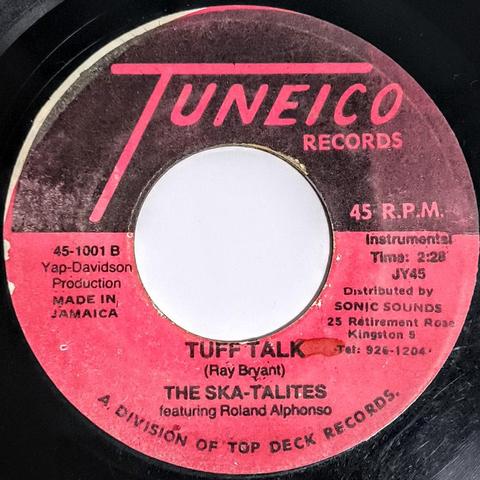 TUNEICO
RECORDS
45 R.P.M.
45-1001 B
Yap-Davidson
Production
MADE IN
JAMAICA
Instrumental
Time: 2:28
JY45
Distributed by
SONIC SOUNDS
25 Retirement Rose
Kingston 5
Tel: 926-1204
TUFF TALK
(Ray Bryant)
THE SKA-TALITES
featuring Roland Alphonso
A DIVISION OF TOP DECK RECORDS.